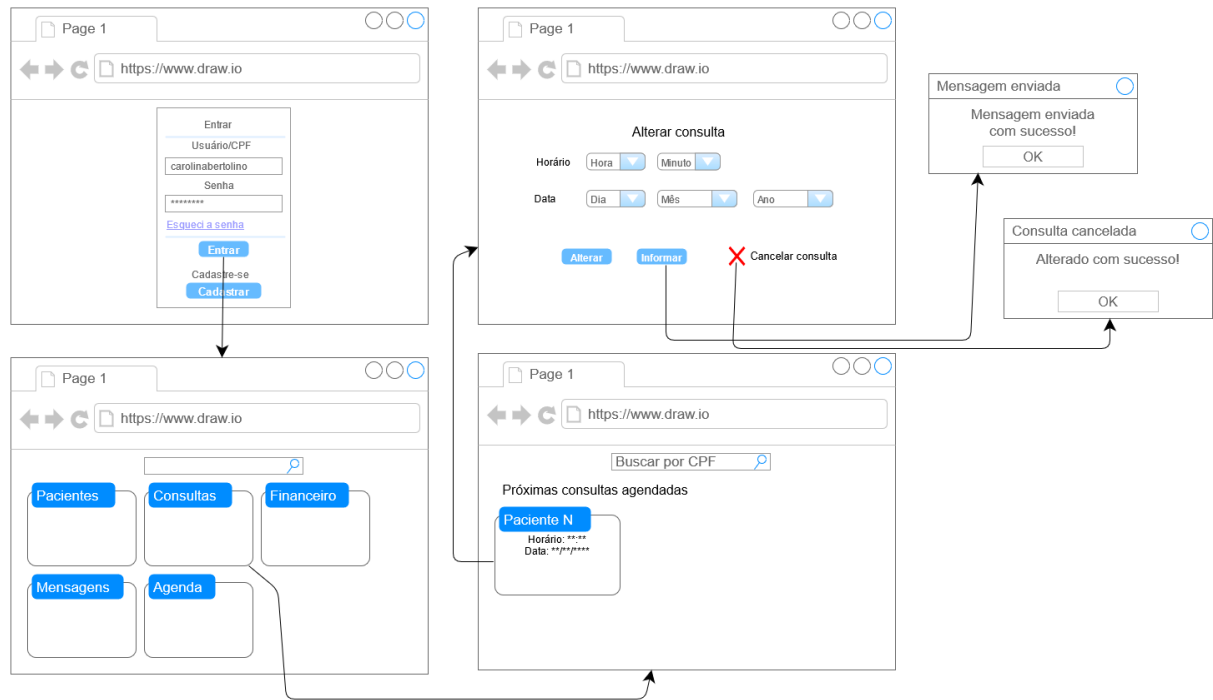 Page 1
https://www.draw.io
Entrar
Usuário/CPF
carolinabertolino
Senha
********
Esqueci a senha
Entrar
Cadastre-se
Cadastrar
Page 1
https://www.draw.io
Alterar consulta
Horário Hora Minuto
Data Dia Mês Ano
Alterar Informar Cancelar consulta
Mensagem enviada
Mensagem enviada
com sucesso!
OK
Consulta cancelada
Alterado com sucesso!
OK
Page 1
https://www.draw.io
Pacientes Consultas Financeiro
Mensagens Agenda
Page 1
https://www.draw.io
Buscar por CPF
Próximas consultas agendadas
Paciente N
Horário: **:**
Data: **/**/****